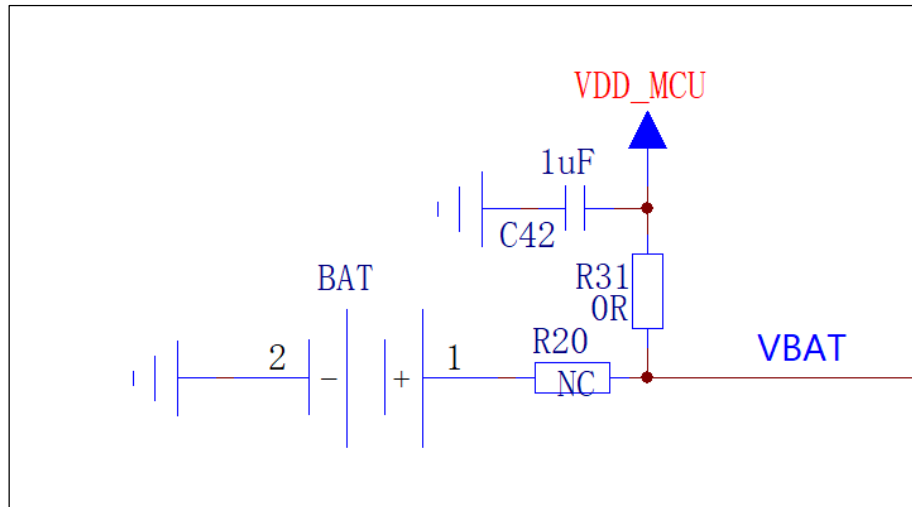 VDD_MCU
1uF
C42
R31
0R
BAT
2
-
+
1
R20
NC
VBAT